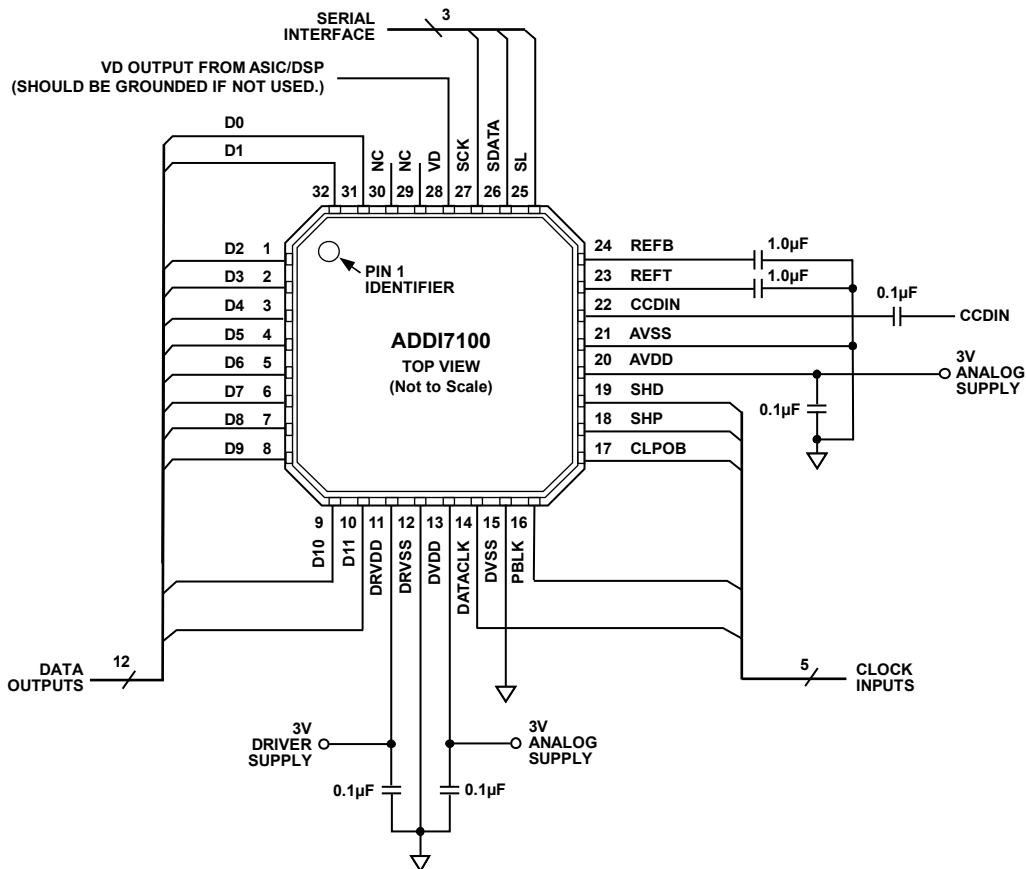 SERIAL
INTERFACE
3
VD OUTPUT FROM ASIC/DSP
(SHOULD BE GROUNDED IF NOT USED.)
D0
D1
NC
NC
VD
SCK
SDATA
SL
32 31 30 29 28 27 26 25
D2 1
D3 2
D4 3
D5 4
D6 5
D7 6
D8 7
D9 8
PIN 1
IDENTIFIER
ADDI7100
TOP VIEW
(Not to Scale)
24 REFB
1.0µF
23 REFT
1.0µF
22 CCDIN
0.1µF
CCDIN
21 AVSS
20 AVDD
3V
ANALOG
SUPPLY
19 SHD
0.1µF
18 SHP
17 CLPOB
9 10 11 12 13 14 15 16
D10
D11
DRVDD
DRVSS
DVDD
DATACLK
DVSS
PBLK
DATA
OUTPUTS
12
5
CLOCK
INPUTS
3V
DRIVER
SUPPLY
3V
ANALOG
SUPPLY
0.1µF
0.1µF